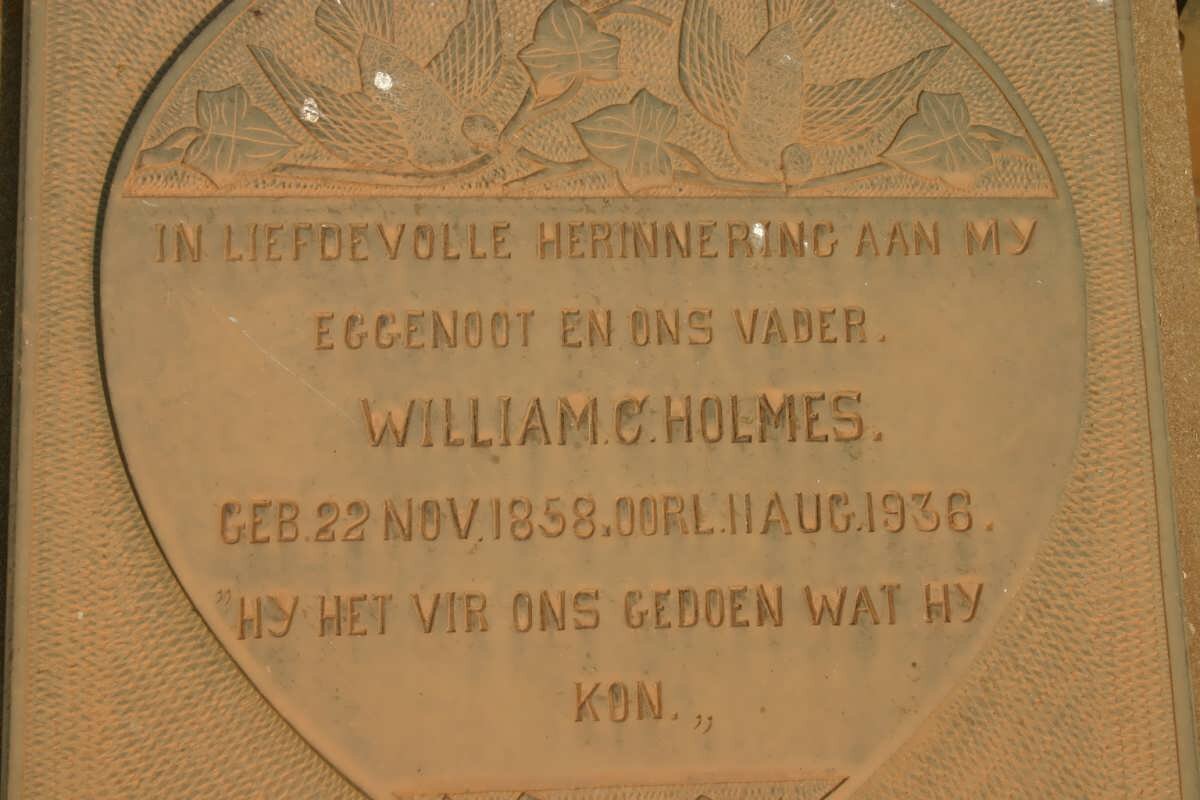 IN LIEFDEVOLLE HERINNERING AAN MY
EGGENOOT EN ONS VADER.
WILLIAM.C.HOLMES.
GEB.22 NOV.1858.OORL.11 AUG.1936.
„HY HET VIR ONS GEDOEN WAT HY
KON.„